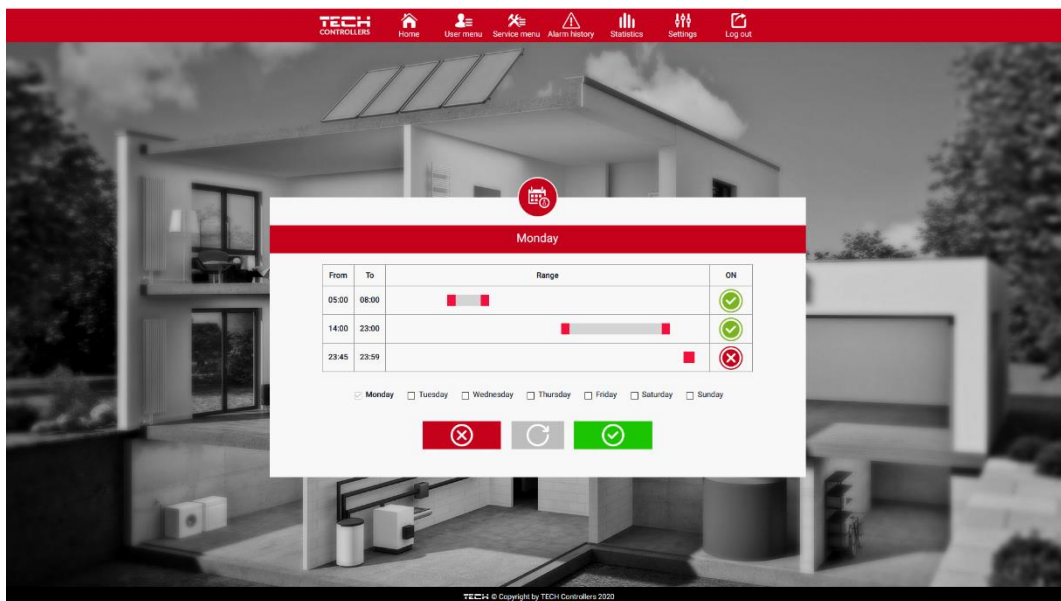 TECH CONTROLLERS
Home User menu Service menu Alarm history Statistics Settings Log out
Monday
From To Range ON
05:00 08:00
14:00 23:00
23:45 23:59
Monday Tuesday Wednesday Thursday Friday Saturday Sunday
TECH © Copyright by TECH Controllers 2020